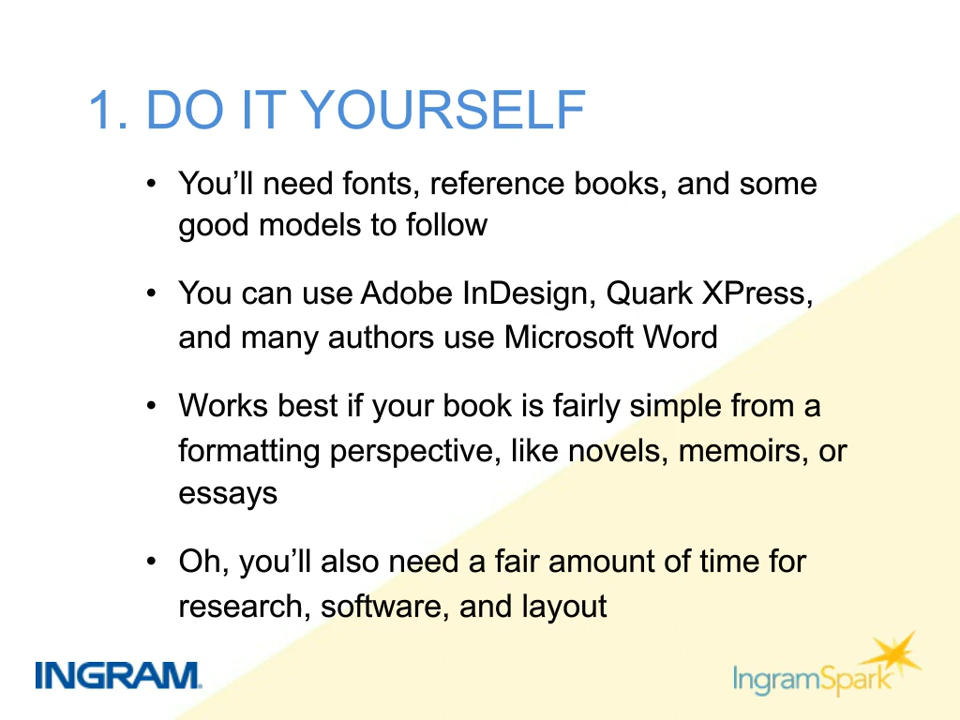 1. DO IT YOURSELF
• You’ll need fonts, reference books, and some
good models to follow
• You can use Adobe InDesign, Quark XPress,
and many authors use Microsoft Word
• Works best if your book is fairly simple from a
formatting perspective, like novels, memoirs, or
essays
• Oh, you’ll also need a fair amount of time for
research, software, and layout
INGRAM
IngramSpark